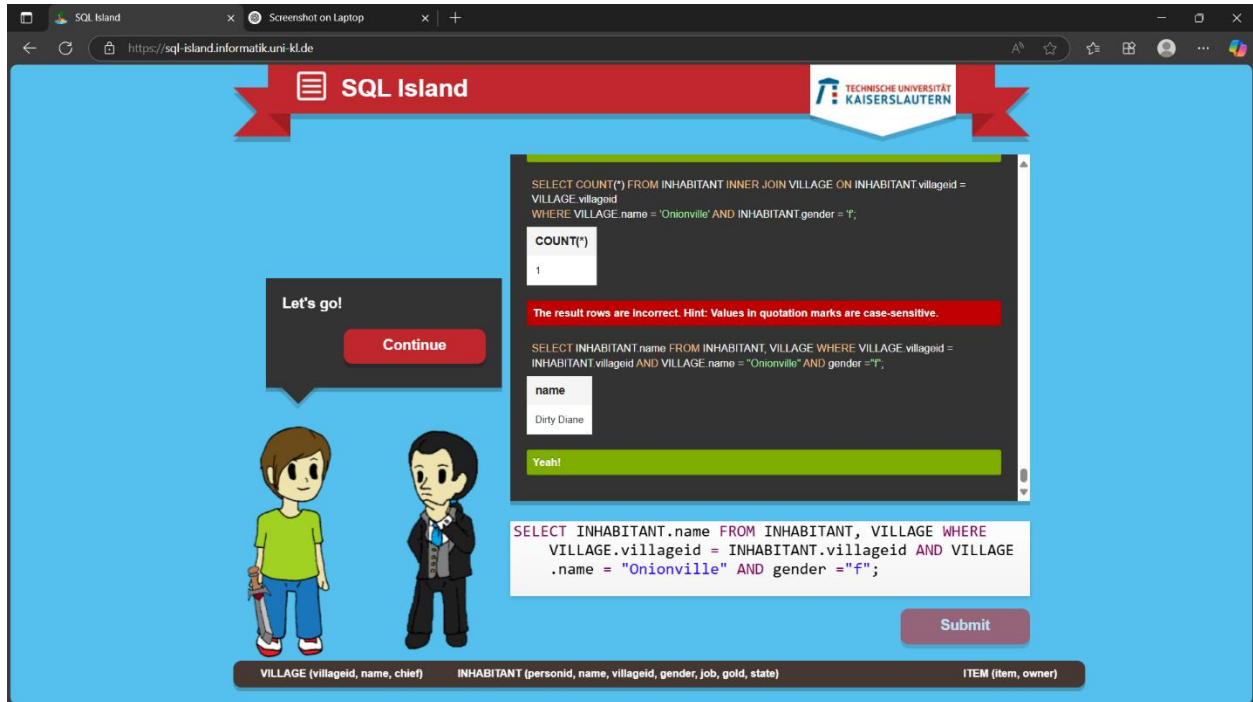 SQL Island
Screenshot on Laptop
https://sql-island.informatik.uni-kl.de
SQL Island
TECHNISCHE UNIVERSITÄT
KAISERSLAUTERN
SELECT COUNT(*) FROM INHABITANT INNER JOIN VILLAGE ON INHABITANT.villageid =
VILLAGE.villageid
WHERE VILLAGE.name = 'Onionville' AND INHABITANT.gender = 'f';
COUNT(*)
1
Let's go!
Continue
The result rows are incorrect. Hint: Values in quotation marks are case-sensitive.
SELECT INHABITANT.name FROM INHABITANT, VILLAGE WHERE VILLAGE.villageid =
INHABITANT.villageid AND VILLAGE.name = "Onionville" AND gender ="f";
name
Dirty Diane
Yeah!
SELECT INHABITANT.name FROM INHABITANT, VILLAGE WHERE
VILLAGE.villageid = INHABITANT.villageid AND VILLAGE
.name = "Onionville" AND gender ="f";
Submit
VILLAGE (villageid, name, chief) INHABITANT (personid, name, villageid, gender, job, gold, state) ITEM (item, owner)